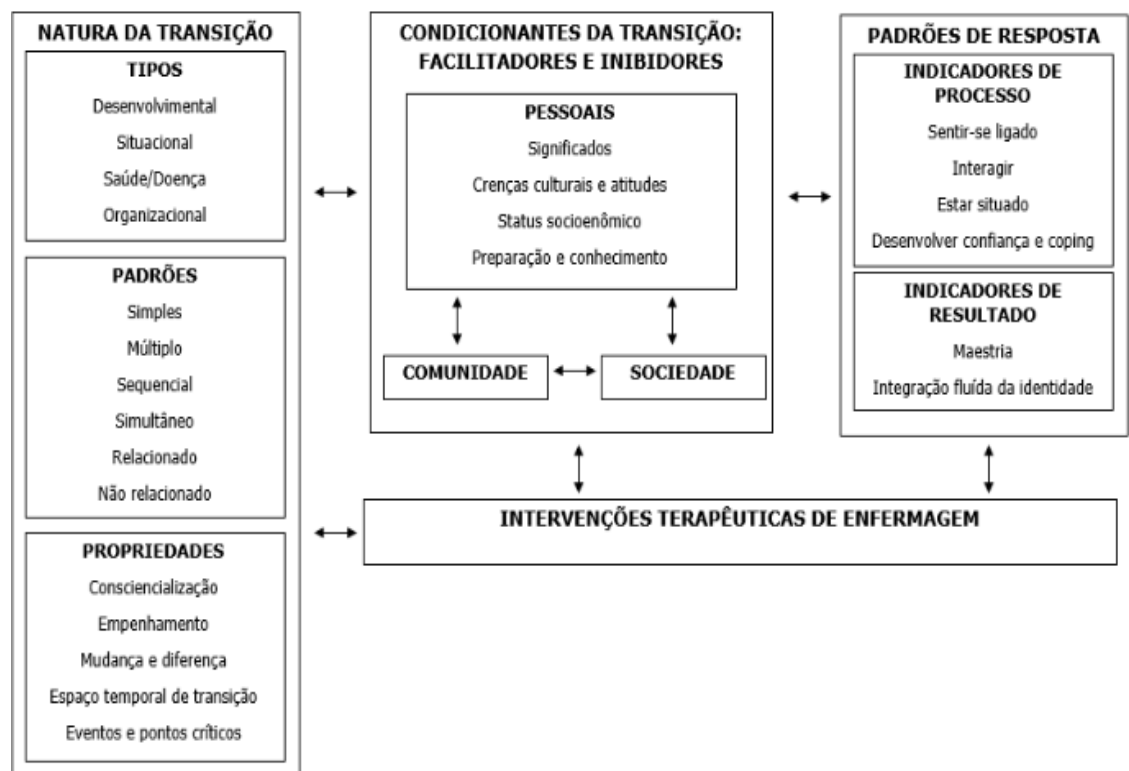 NATURA DA TRANSIÇÃO
TIPOS
Desenvolvimental
Situacional
Saúde/Doença
Organizacional
PADRÕES
Simples
Múltiplo
Sequencial
Simultâneo
Relacionado
Não relacionado
PROPRIEDADES
Consciencialização
Empenhamento
Mudança e diferença
Espaço temporal de transição
Eventos e pontos críticos
CONDICIONANTES DA TRANSIÇÃO:
FACILITADORES E INIBIDORES
PESSOAIS
Significados
Crenças culturais e atitudes
Status socioenômico
Preparação e conhecimento
COMUNIDADE
SOCIEDADE
PADRÕES DE RESPOSTA
INDICADORES DE
PROCESSO
Sentir-se ligado
Interagir
Estar situado
Desenvolver confiança e coping
INDICADORES DE
RESULTADO
Maestria
Integração fluída da identidade
INTERVENÇÕES TERAPÊUTICAS DE ENFERMAGEM